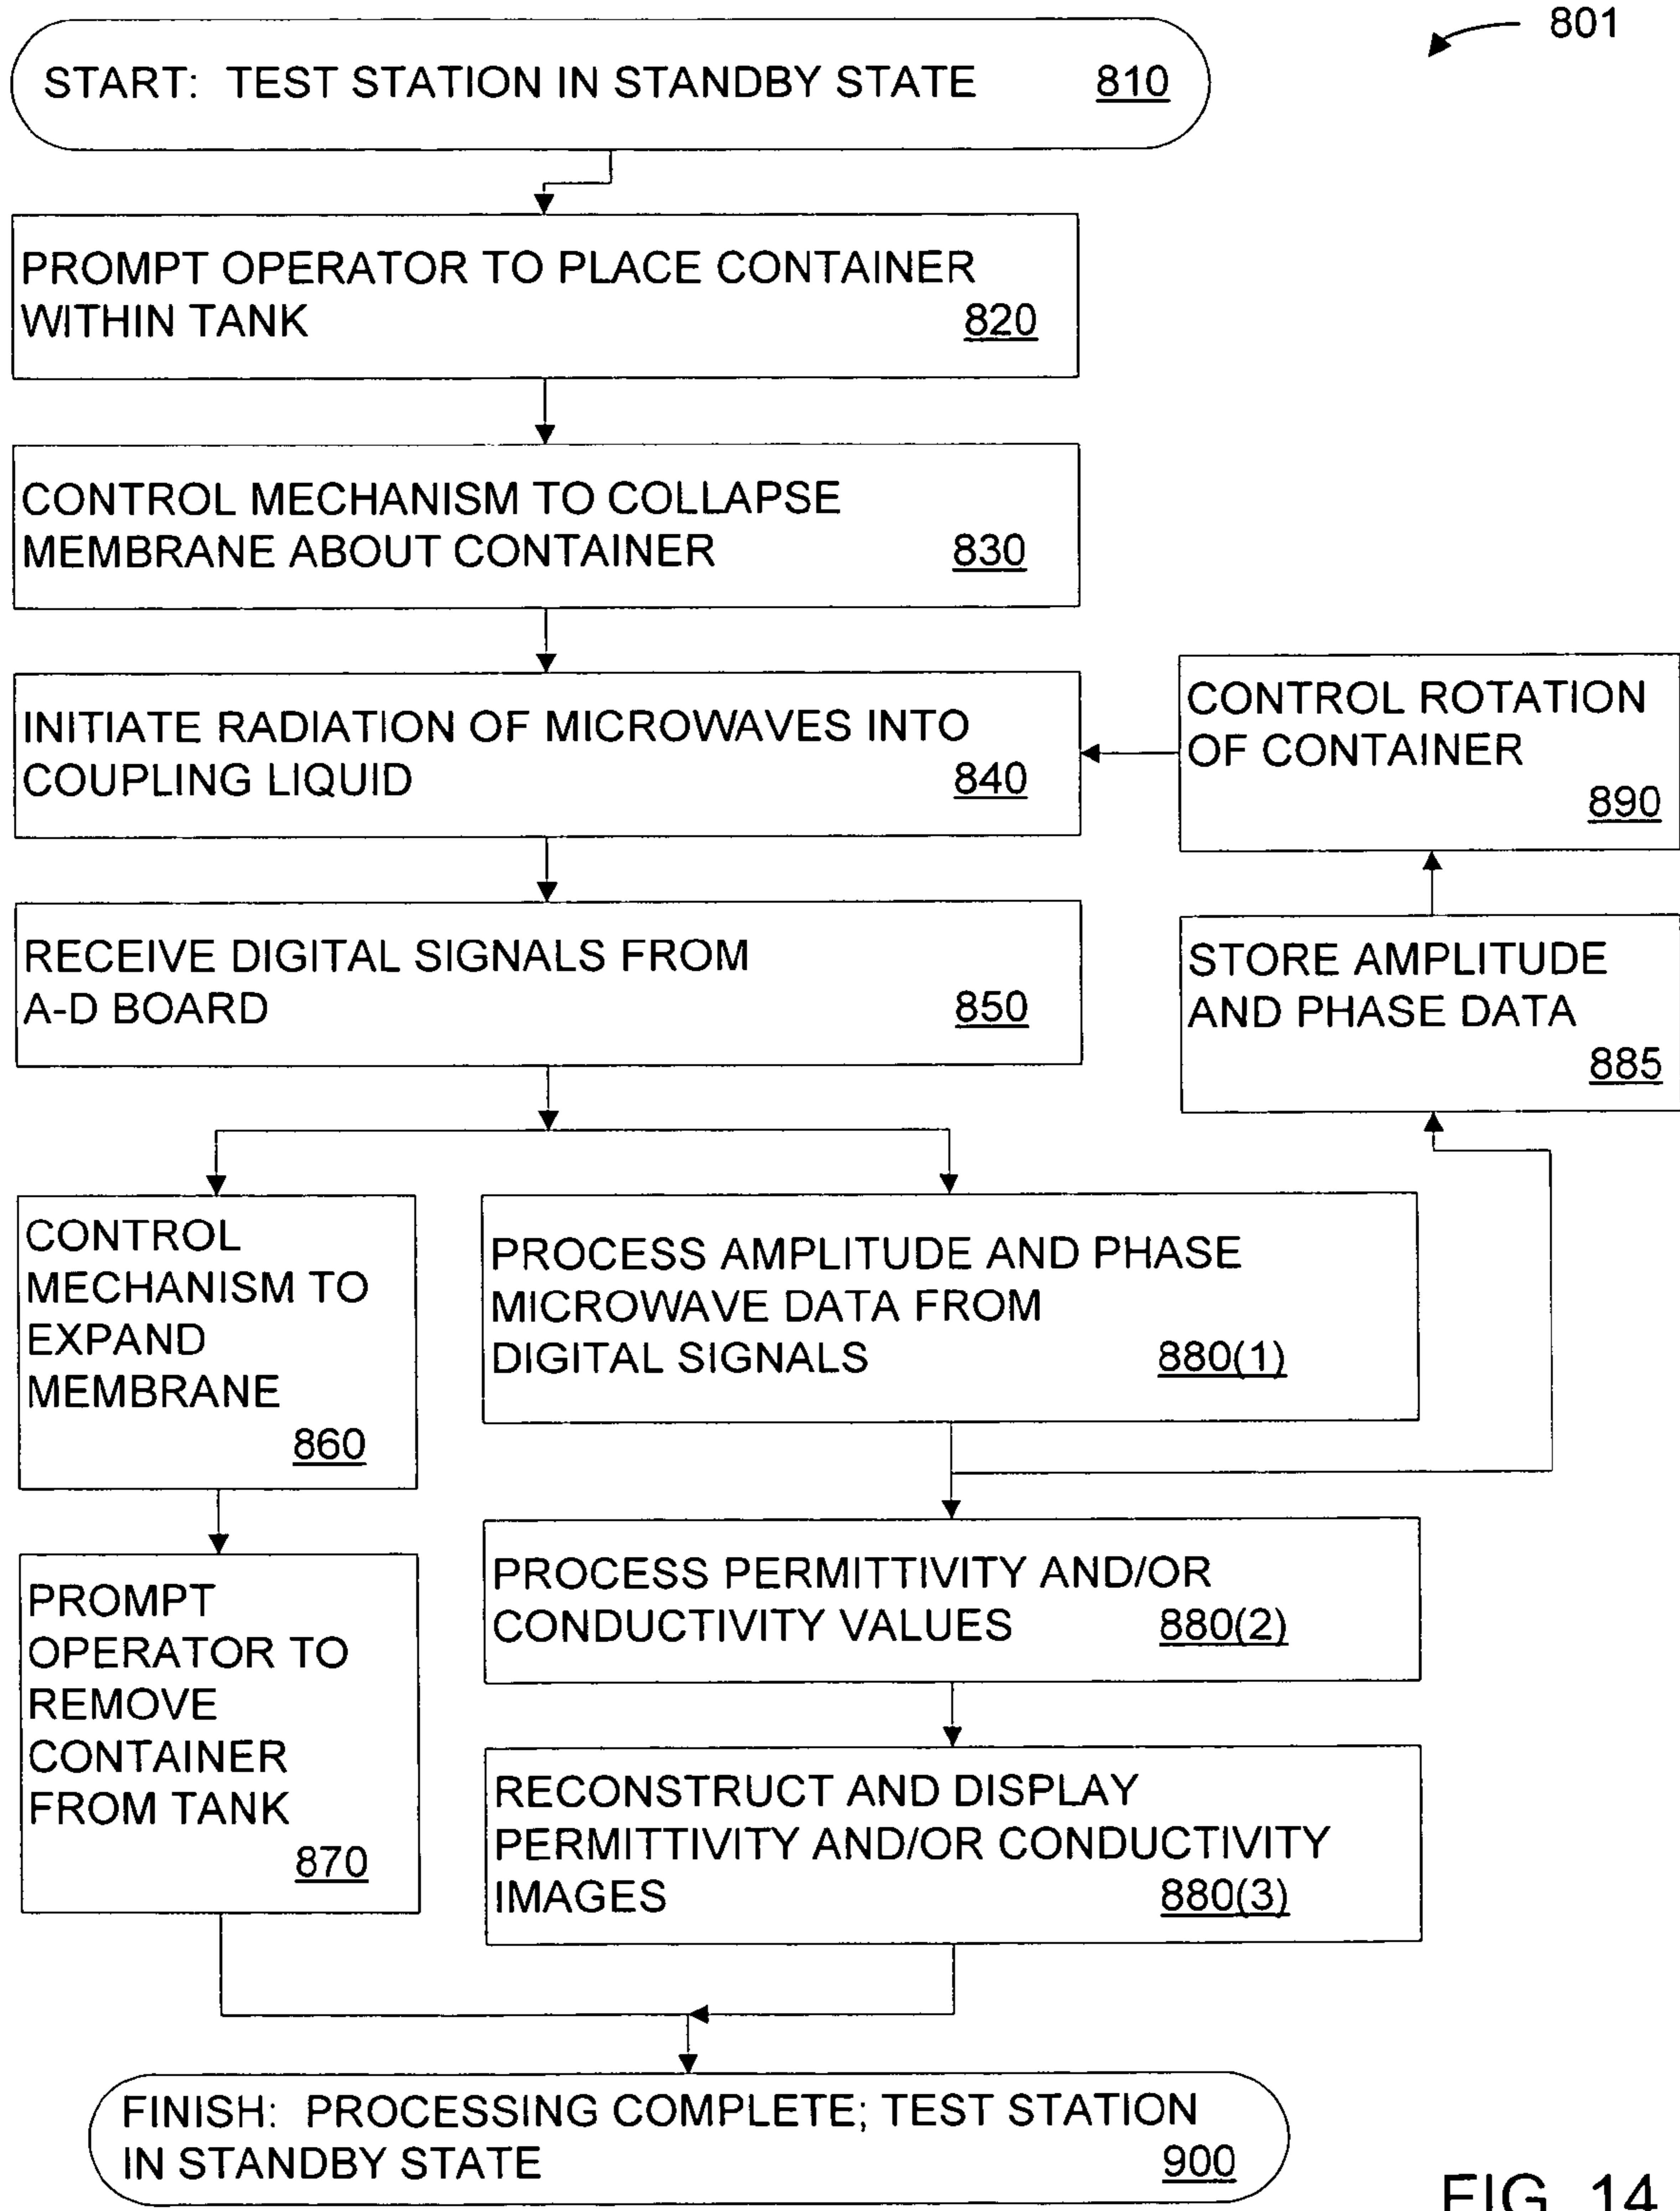 801
START: TEST STATION IN STANDBY STATE 810
PROMPT OPERATOR TO PLACE CONTAINER
WITHIN TANK 820
CONTROL MECHANISM TO COLLAPSE
MEMBRANE ABOUT CONTAINER 830
INITIATE RADIATION OF MICROWAVES INTO
COUPLING LIQUID 840
CONTROL ROTATION
OF CONTAINER
890
RECEIVE DIGITAL SIGNALS FROM
A-D BOARD 850
STORE AMPLITUDE
AND PHASE DATA
885
CONTROL
MECHANISM TO
EXPAND
MEMBRANE
860
PROCESS AMPLITUDE AND PHASE
MICROWAVE DATA FROM
DIGITAL SIGNALS 880(1)
PROMPT
OPERATOR TO
REMOVE
CONTAINER
FROM TANK
870
PROCESS PERMITTIVITY AND/OR
CONDUCTIVITY VALUES 880(2)
RECONSTRUCT AND DISPLAY
PERMITTIVITY AND/OR CONDUCTIVITY
IMAGES 880(3)
FINISH: PROCESSING COMPLETE; TEST STATION
IN STANDBY STATE 900
FIG. 14